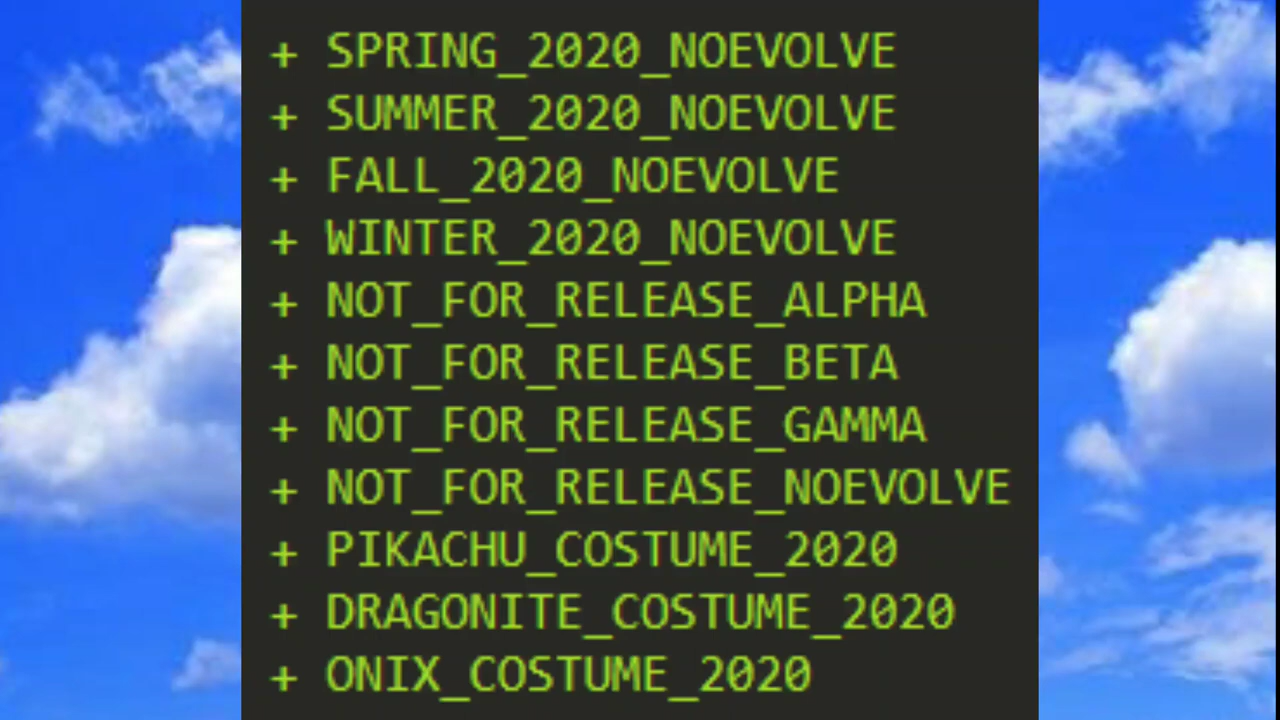 + SPRING_2020_NOEVOLVE
+ SUMMER_2020_NOEVOLVE
+ FALL_2020_NOEVOLVE
+ WINTER_2020_NOEVOLVE
+ NOT_FOR_RELEASE_ALPHA
+ NOT_FOR_RELEASE_BETA
+ NOT_FOR_RELEASE_GAMMA
+ NOT_FOR_RELEASE_NOEVOLVE
+ PIKACHU_COSTUME_2020
+ DRAGONITE_COSTUME_2020
+ ONIX_COSTUME_2020